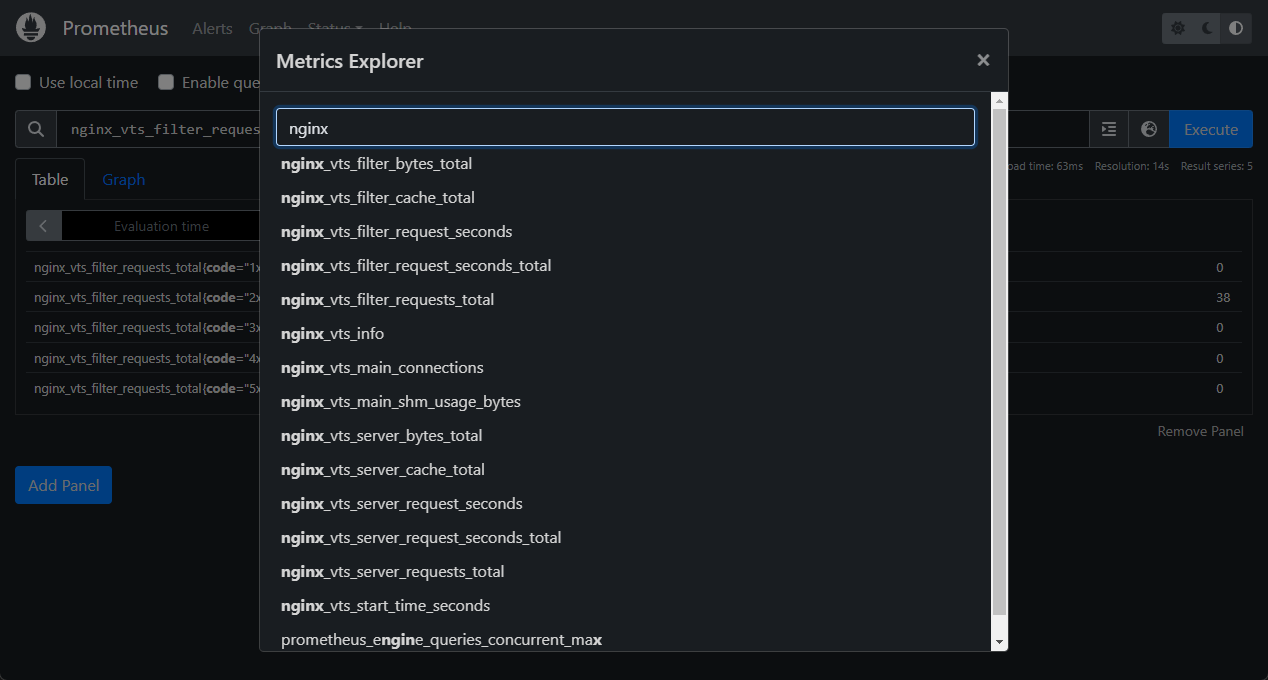 Prometheus Alerts Graph Status Help
Metrics Explorer
Use local time Enable que
nginx
nginx_vts_filter_reques
Execute
nginx_vts_filter_bytes_total
oad time: 63ms Resolution: 14s Result series: 5
Table Graph
nginx_vts_filter_cache_total
Evaluation time
nginx_vts_filter_request_seconds
nginx_vts_filter_request_seconds_total
nginx_vts_filter_requests_total{code="1x 0
nginx_vts_filter_requests_total{code="2x 38
nginx_vts_filter_requests_total
nginx_vts_filter_requests_total{code="3x 0
nginx_vts_info
nginx_vts_filter_requests_total{code="4x 0
nginx_vts_main_connections
nginx_vts_filter_requests_total{code="5x 0
nginx_vts_main_shm_usage_bytes
Remove Panel
nginx_vts_server_bytes_total
nginx_vts_server_cache_total
Add Panel
nginx_vts_server_request_seconds
nginx_vts_server_request_seconds_total
nginx_vts_server_requests_total
nginx_vts_start_time_seconds
prometheus_engine_queries_concurrent_max